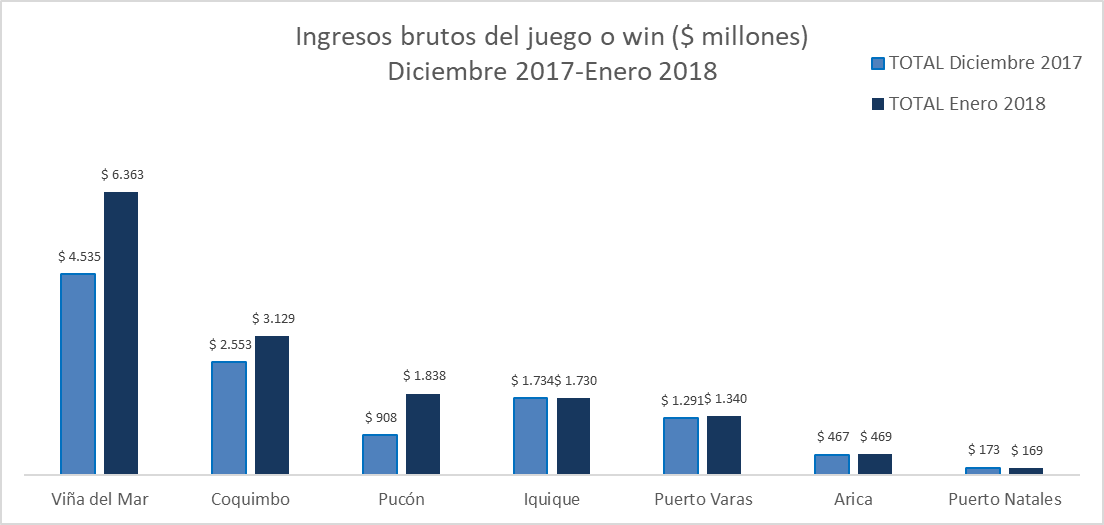 Ingresos brutos del juego o win ($ millones)
Diciembre 2017-Enero 2018
TOTAL Diciembre 2017
TOTAL Enero 2018
$ 6.363
$ 4.535
$ 3.129
$ 2.553
$ 1.838
$ 908
$ 1.734
$ 1.730
$ 1.291
$ 1.340
$ 467
$ 469
$ 173
$ 169
Viña del Mar
Coquimbo
Pucón
Iquique
Puerto Varas
Arica
Puerto Natales